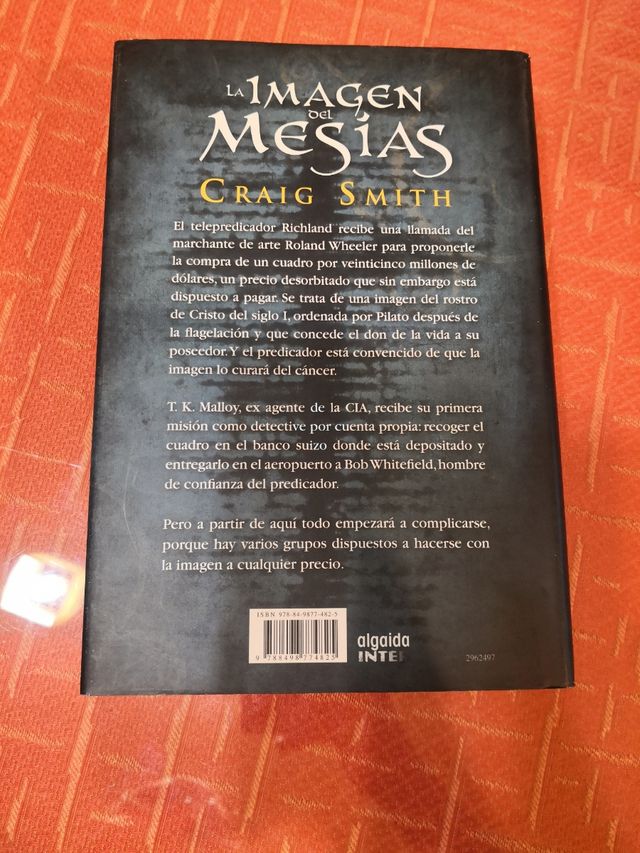 LA IMAGEN
DEL
MESÍAS
CRAIG SMITH
El telepredicador Richland recibe una llamada del
marchante de arte Roland Wheeler para proponerle
la compra de un cuadro por veinticinco millones de
dólares, un precio desorbitado que sin embargo está
dispuesto a pagar. Se trata de una imagen del rostro
de Cristo del siglo I, ordenada por Pilato después de
la flagelación y que concede el don de la vida a su
poseedor. Y el predicador está convencido de que la
imagen lo curará del cáncer.
T. K. Malloy, ex agente de la CIA, recibe su primera
misión como detective por cuenta propia: recoger el
cuadro en el banco suizo donde está depositado y
entregarlo en el aeropuerto a Bob Whitefield, hombre
de confianza del predicador.
Pero a partir de aquí todo empezará a complicarse,
porque hay varios grupos dispuestos a hacerse con
la imagen a cualquier precio.
ISBN 978-84-9877-482-5
9 788498 774825
algaida
INTER
2962497